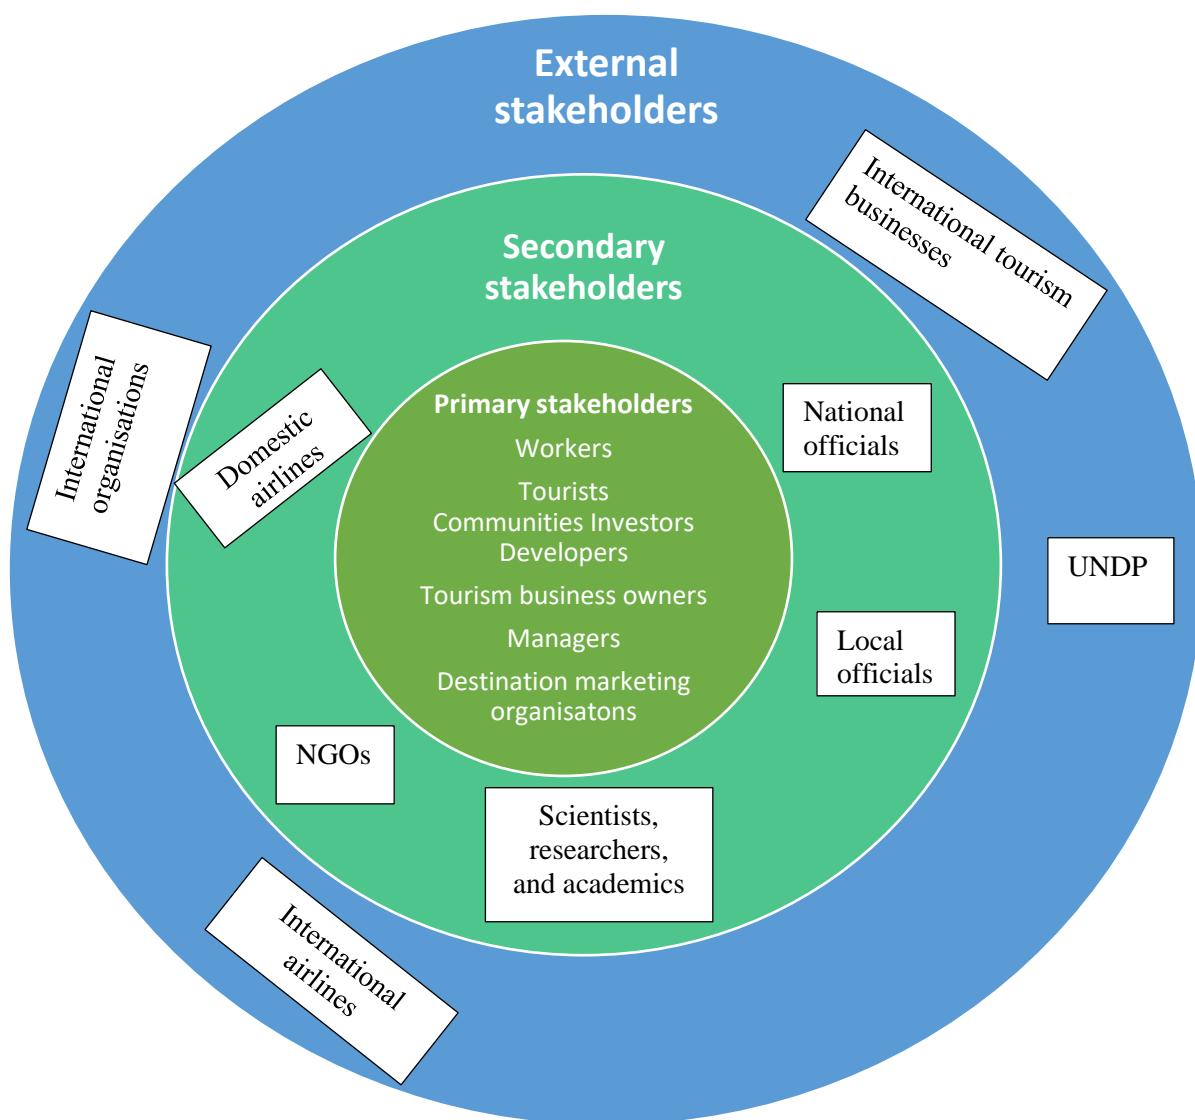 External
stakeholders
International tourism
businesses
Secondary
stakeholders
International
organisations
Domestic
airlines
Primary stakeholders
Workers
Tourists
Communities Investors
Developers
Tourism business owners
Managers
Destination marketing
organisatons
National
officials
UNDP
Local
officials
NGOs
Scientists,
researchers,
and academics
International
airlines